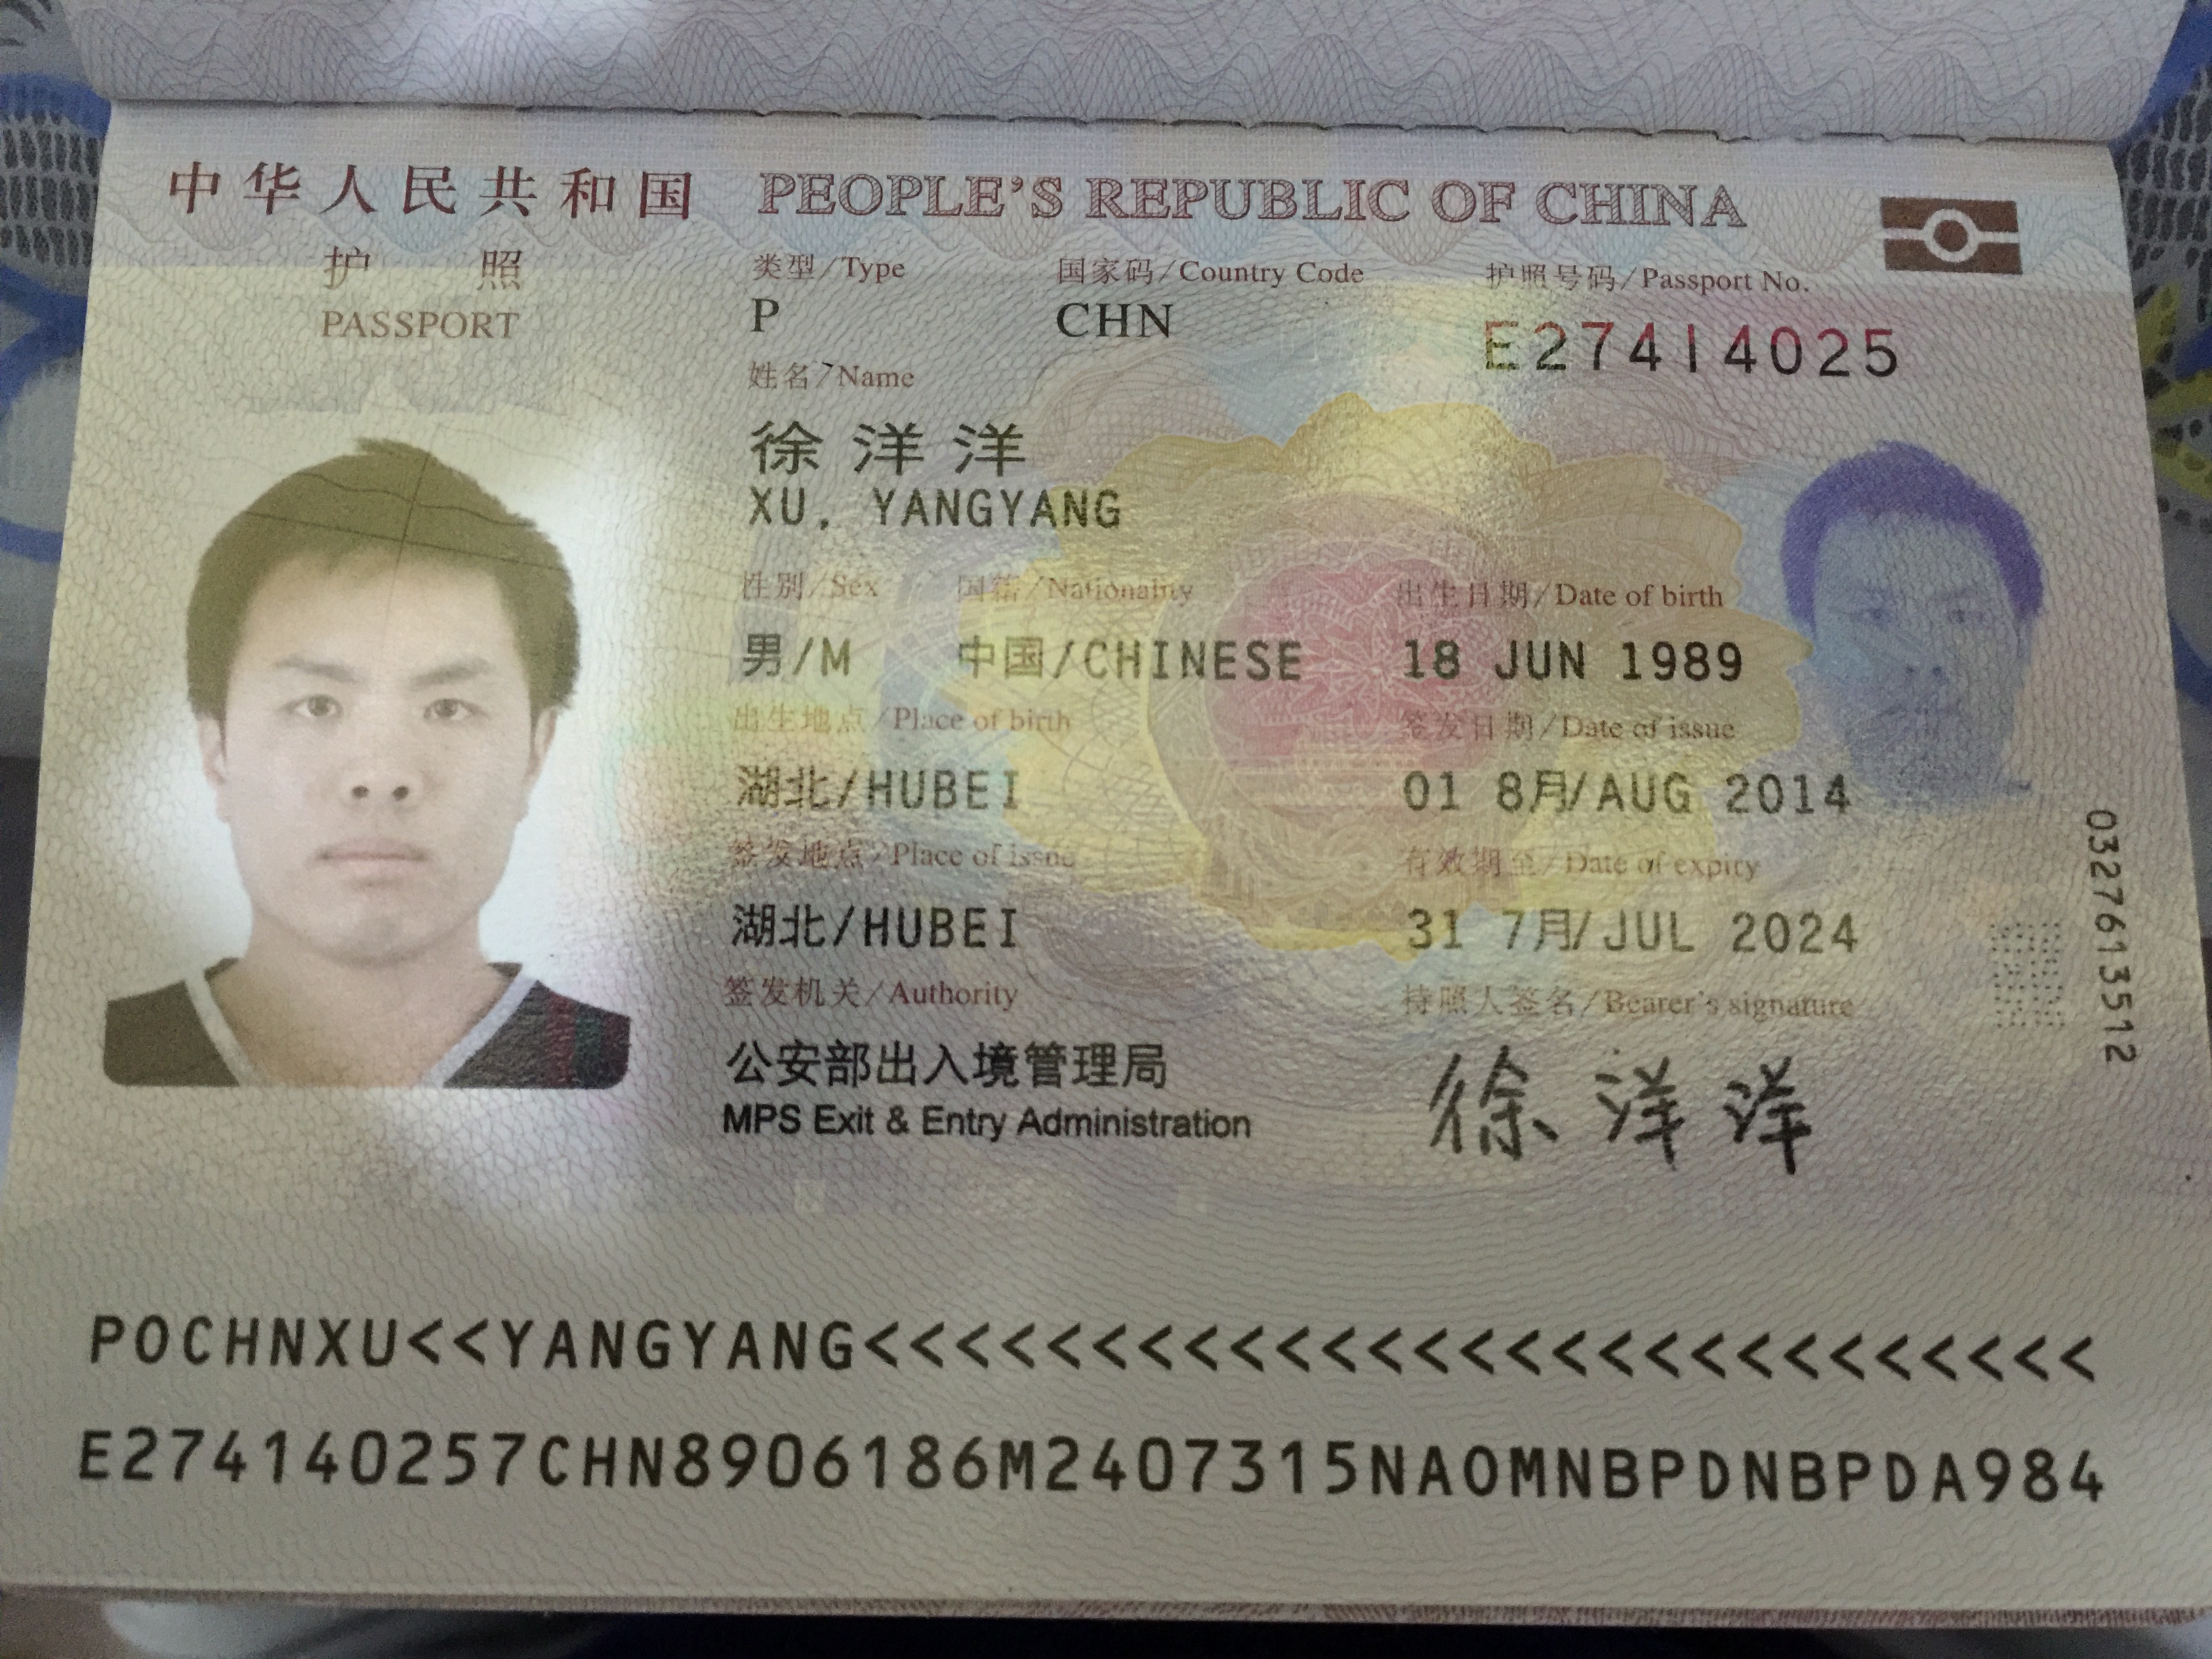 中华人民共和国 PEOPLE'S REPUBLIC OF CHINA
护 照
PASSPORT
类型/Type 国家码/Country Code 护照号码/Passport No.
P CHN E27414025
姓名/Name
徐洋洋
XU, YANGYANG
性别/Sex 国籍/Nationality 出生日期/Date of birth
男/M 中国/CHINESE 18 JUN 1989
出生地点/Place of birth 签发日期/Date of issue
湖北/HUBEI 01 8月/AUG 2014
签发地点/Place of issue 有效期至/Date of expiry
湖北/HUBEI 31 7月/JUL 2024
签发机关/Authority 持照人签名/Bearer's signature
公安部出入境管理局
MPS Exit & Entry Administration
徐洋洋
0327613512
POCHNXU<<YANGYANG<<<<<<<<<<<<<<<<<<<<<<<<<<<
E274140257CHN8906186M2407315NAOMNBPDNBPDA984